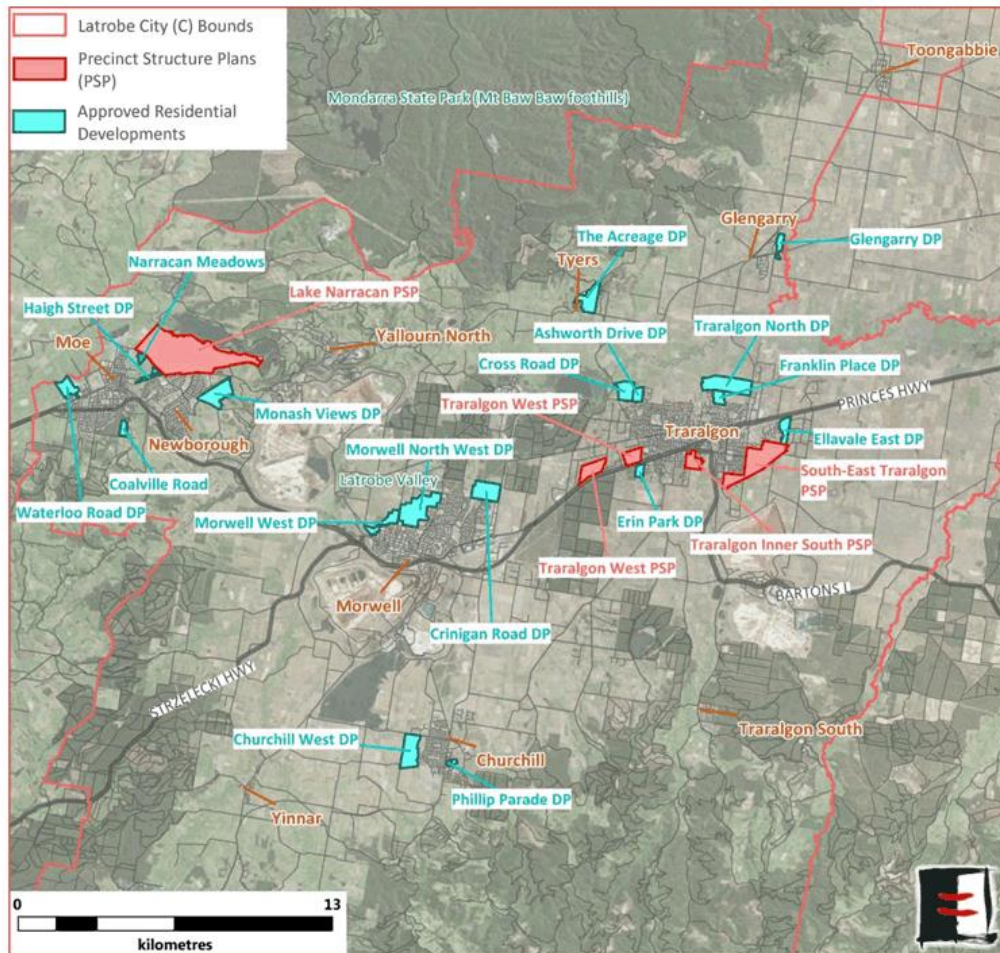 Latrobe City (C) Bounds
Precinct Structure Plans
(PSP)
Approved Residential
Developments
Toongabbie
Mondarra State Park (Mt Baw Baw foothills)
Glengarry
The Acreage DP
Glengarry DP
Narracan Meadows
Tyers
Lake Narracan PSP
Haigh Street DP
Ashworth Drive DP
Traralgon North DP
Moe
Yallourn North
Cross Road DP
Franklin Place DP
PRINCES HWY
Traralgon West PSP
Monash Views DP
Traralgon
Newborough
Morwell North West DP
Ellavale East DP
Coalville Road
Latrobe Valley
South-East Traralgon
PSP
Waterloo Road DP
Morwell West DP
Erin Park DP
Traralgon Inner South PSP
Traralgon West PSP
BARTONS L
Morwell
Crinigan Road DP
STRZELECKI HWY
Traralgon South
Churchill West DP
Churchill
Phillip Parade DP
Yinnar
0 13
kilometres